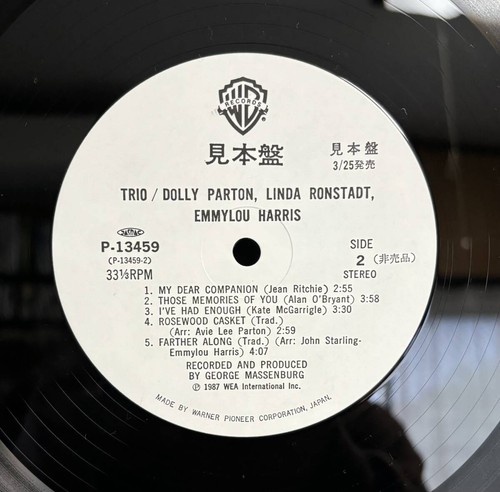 WB
RECORDS
見本盤
見本盤
3/25発売
TRIO / DOLLY PARTON, LINDA RONSTADT,
EMMYLOU HARRIS
P-13459
(P-13459-2)
33⅓RPM
SIDE
2 (非売品)
STEREO
1. MY DEAR COMPANION (Jean Ritchie) 2:55
2. THOSE MEMORIES OF YOU (Alan O'Bryant) 3:58
3. I'VE HAD ENOUGH (Kate McGarrigle) 3:30
4. ROSEWOOD CASKET (Trad.)
(Arr: Avie Lee Parton) 2:59
5. FARTHER ALONG (Trad.) (Arr: John Starling-
Emmylou Harris) 4:07
RECORDED AND PRODUCED
BY GEORGE MASSENBURG
℗ 1987 WEA International Inc.
MADE BY WARNER PIONEER CORPORATION, JAPAN.